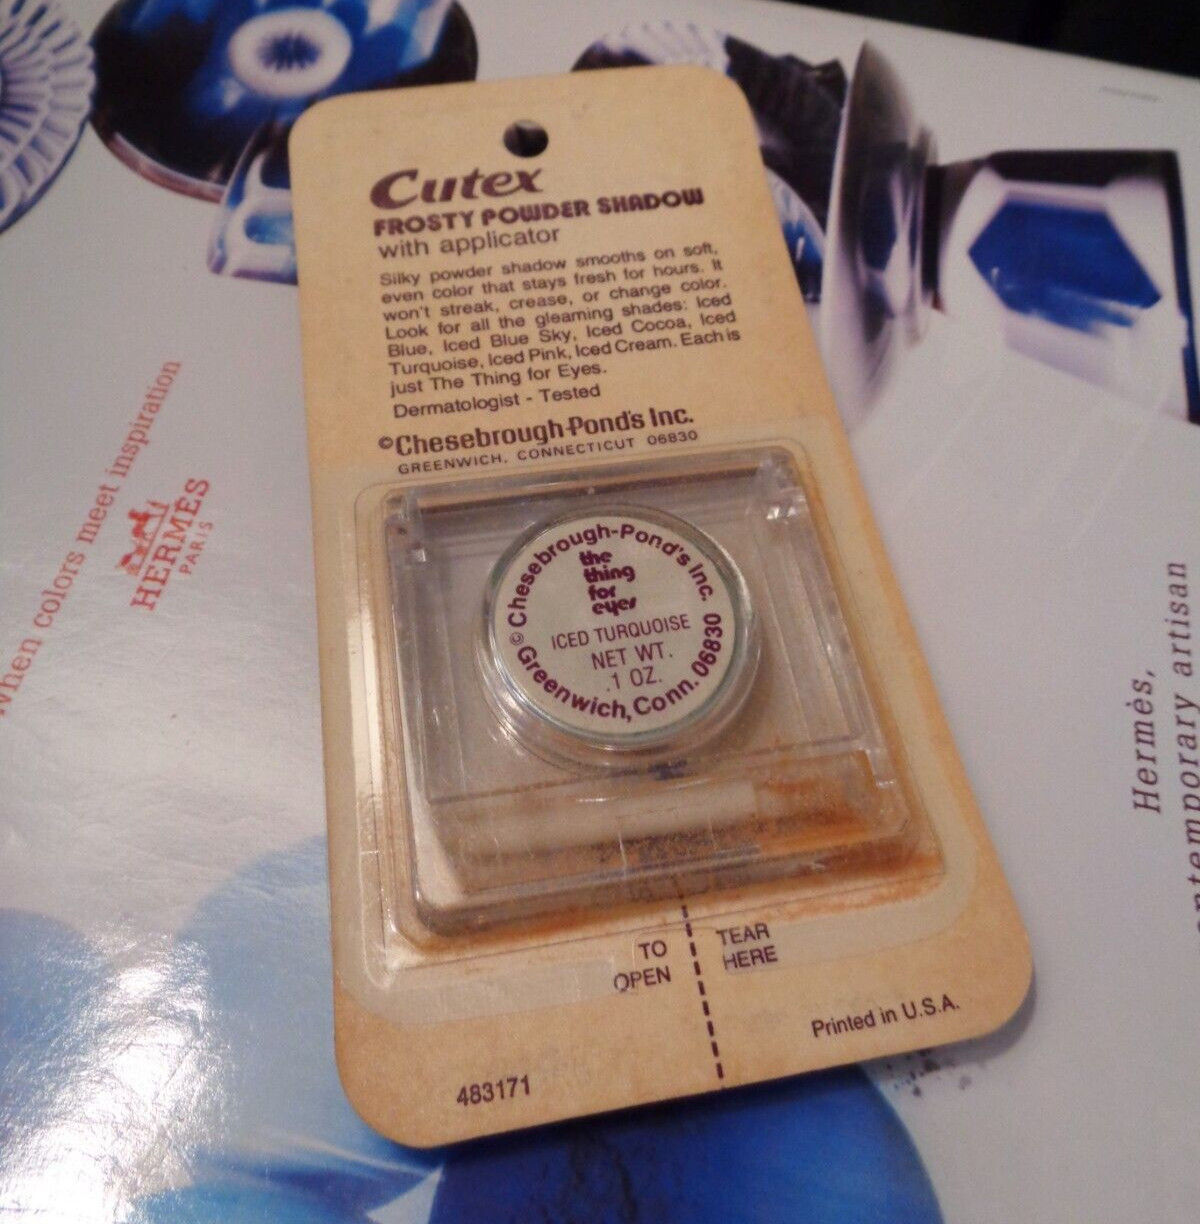 Cutex
FROSTY POWDER SHADOW
with applicator
Silky powder shadow smooths on soft,
even color that stays fresh for hours. It
won't streak, crease, or change color.
Look for all the gleaming shades: Iced
Blue, Iced Blue Sky, Iced Cocoa, Iced
Turquoise, Iced Pink, Iced Cream. Each is
just The Thing for Eyes.
Dermatologist - Tested
©Chesebrough-Pond's Inc.
GREENWICH, CONNECTICUT 06830
© Chesebrough-Pond's Inc.
the
thing
for
eyes
ICED TURQUOISE
NET WT.
.1 OZ.
Greenwich, Conn. 06830
TO
OPEN
TEAR
HERE
Printed in U.S.A.
483171
when colors meet inspiration
HERMÈS
PARIS
Hermès,
artisan